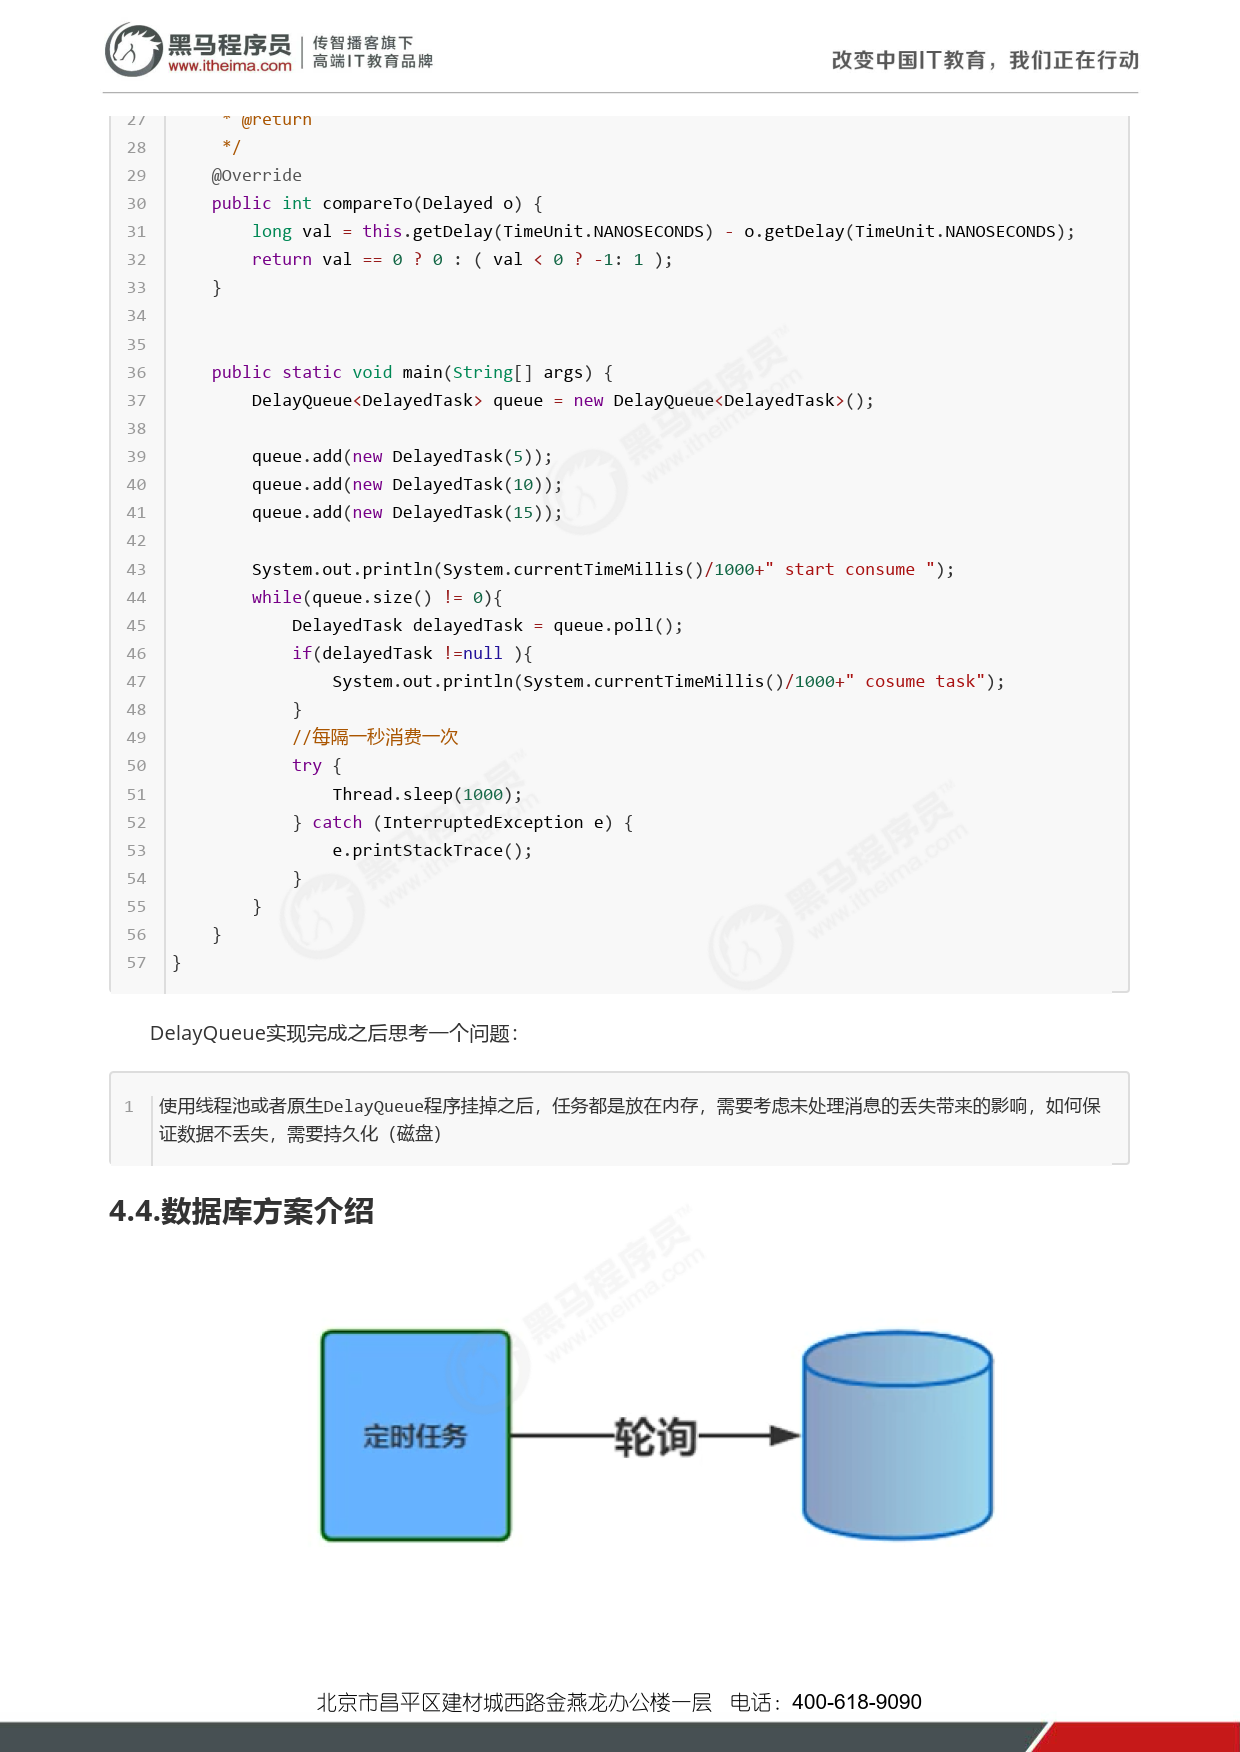 黑马程序员
www.itheima.com
传智播客旗下
高端IT教育品牌
改变中国IT教育，我们正在行动
27 * @return
28 */
29 @Override
30 public int compareTo(Delayed o) {
31 long val = this.getDelay(TimeUnit.NANOSECONDS) - o.getDelay(TimeUnit.NANOSECONDS);
32 return val == 0 ? 0 : ( val < 0 ? -1: 1 );
33 }
34
35
36 public static void main(String[] args) {
37 DelayQueue<DelayedTask> queue = new DelayQueue<DelayedTask>();
38
39 queue.add(new DelayedTask(5));
40 queue.add(new DelayedTask(10));
41 queue.add(new DelayedTask(15));
42
43 System.out.println(System.currentTimeMillis()/1000+" start consume ");
44 while(queue.size() != 0){
45 DelayedTask delayedTask = queue.poll();
46 if(delayedTask !=null ){
47 System.out.println(System.currentTimeMillis()/1000+" cosume task");
48 }
49 //每隔一秒消费一次
50 try {
51 Thread.sleep(1000);
52 } catch (InterruptedException e) {
53 e.printStackTrace();
54 }
55 }
56 }
57 }
DelayQueue实现完成之后思考一个问题：
1 使用线程池或者原生DelayQueue程序挂掉之后，任务都是放在内存，需要考虑未处理消息的丢失带来的影响，如何保
证数据不丢失，需要持久化（磁盘）
4.4.数据库方案介绍
定时任务
轮询
北京市昌平区建材城西路金燕龙办公楼一层 电话：400-618-9090